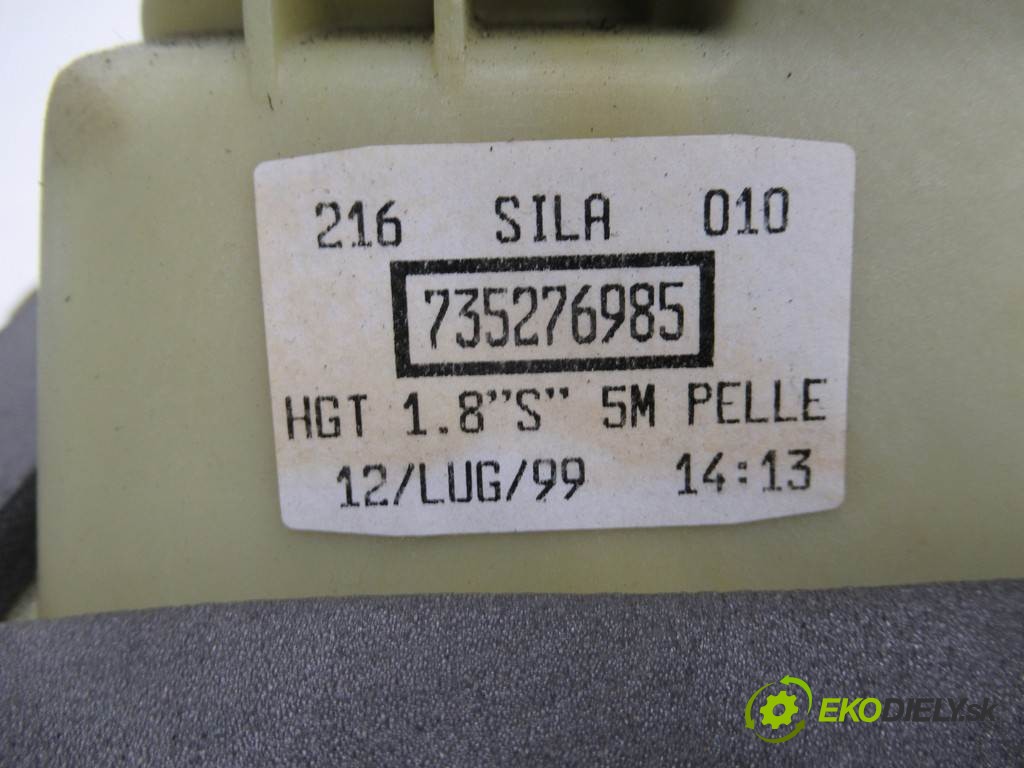 216 SILA 010
735276985
HGT 1.8”S” 5M PELLE
12/LUG/99 14:13
EKODIELY.sk